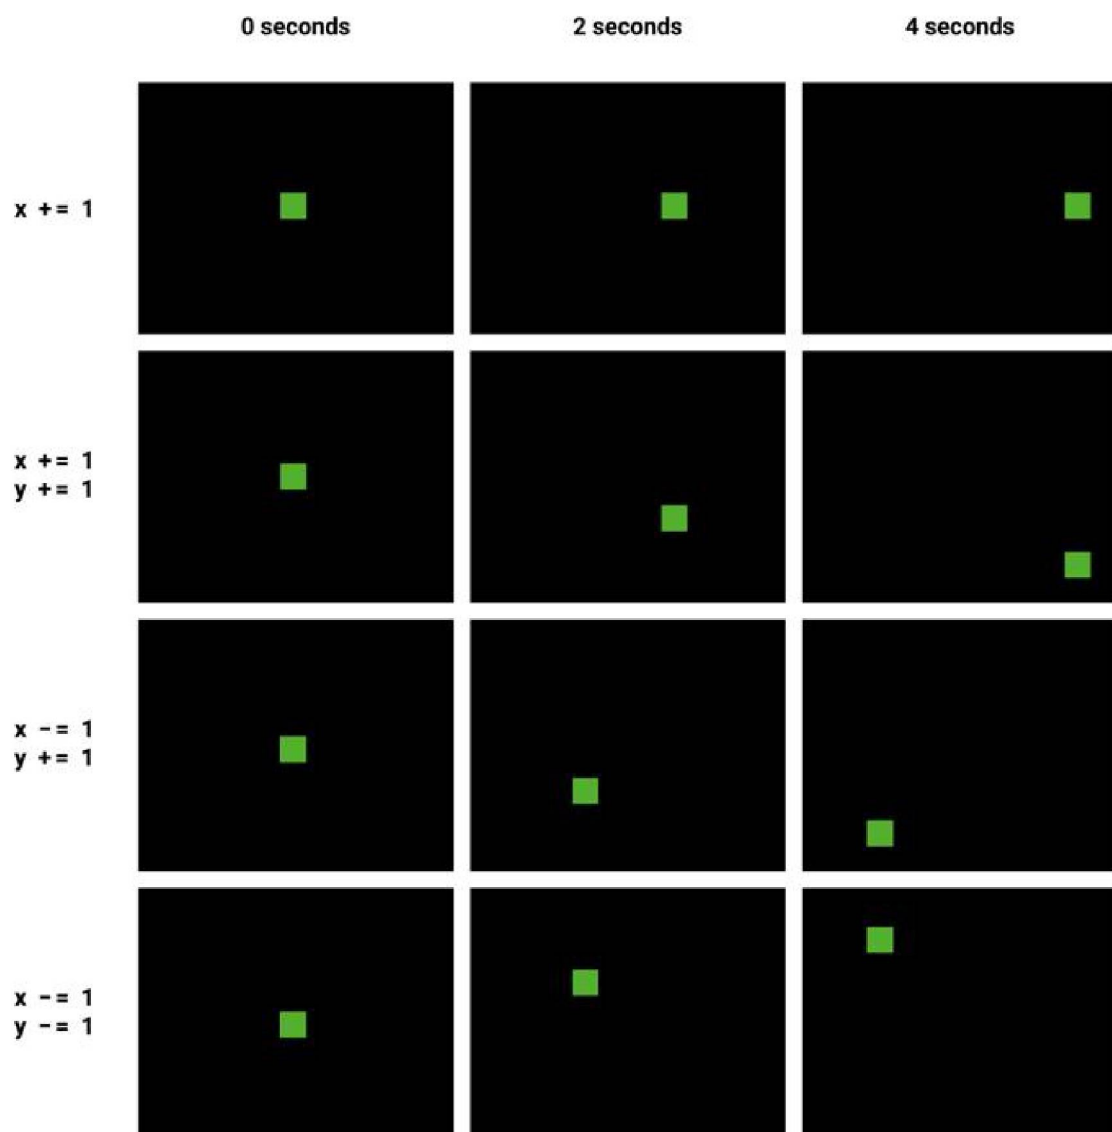 0 seconds 2 seconds 4 seconds
x += 1
x += 1
y += 1
x -= 1
y += 1
x -= 1
y -= 1